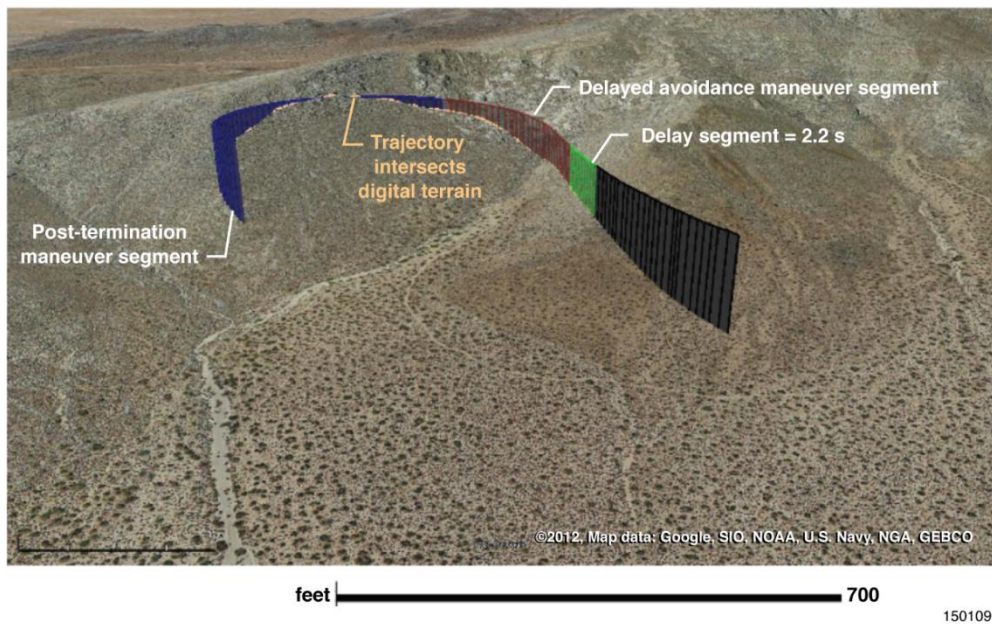 Delayed avoidance maneuver segment
Delay segment = 2.2 s
Trajectory
intersects
digital terrain
Post-termination
maneuver segment
©2012, Map data: Google, SIO, NOAA, U.S. Navy, NGA, GEBCO
feet 700
150109